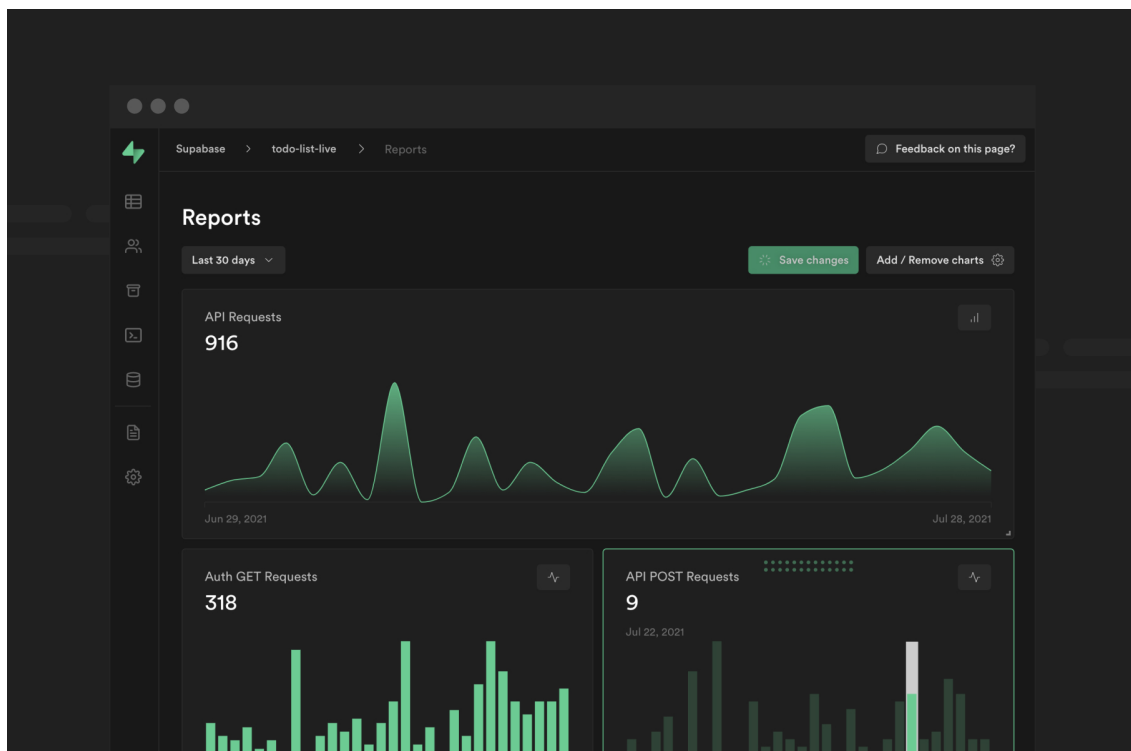 Supabase > todo-list-live > Reports
Feedback on this page?
Reports
Last 30 days
Save changes
Add / Remove charts
API Requests
916
Jun 29, 2021
Jul 28, 2021
Auth GET Requests
318
API POST Requests
9
Jul 22, 2021